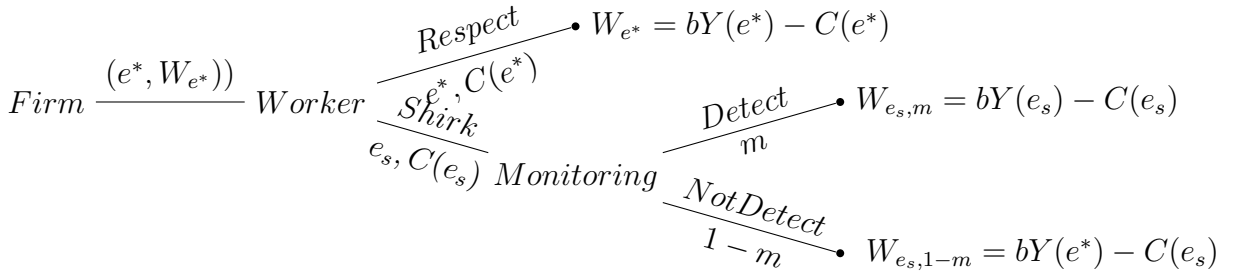 Firm
(e*, W_{e*}))
Worker
Respect
e*, C(e*)
W_{e*} = bY(e*) − C(e*)
Shirk
e_s, C(e_s)
Monitoring
Detect
m
W_{e_s,m} = bY(e_s) − C(e_s)
NotDetect
1 − m
W_{e_s,1−m} = bY(e*) − C(e_s)